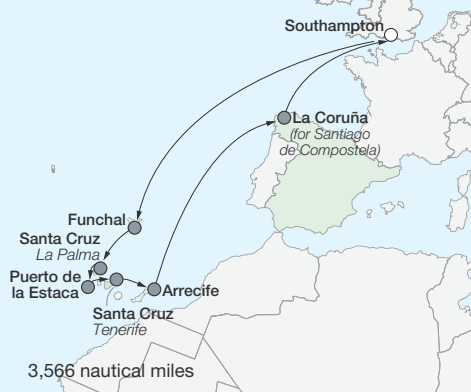 Southampton
La Coruña
(for Santiago
de Compostela)
Funchal
Santa Cruz
La Palma
Puerto de
la Estaca
Arrecife
Santa Cruz
Tenerife
3,566 nautical miles